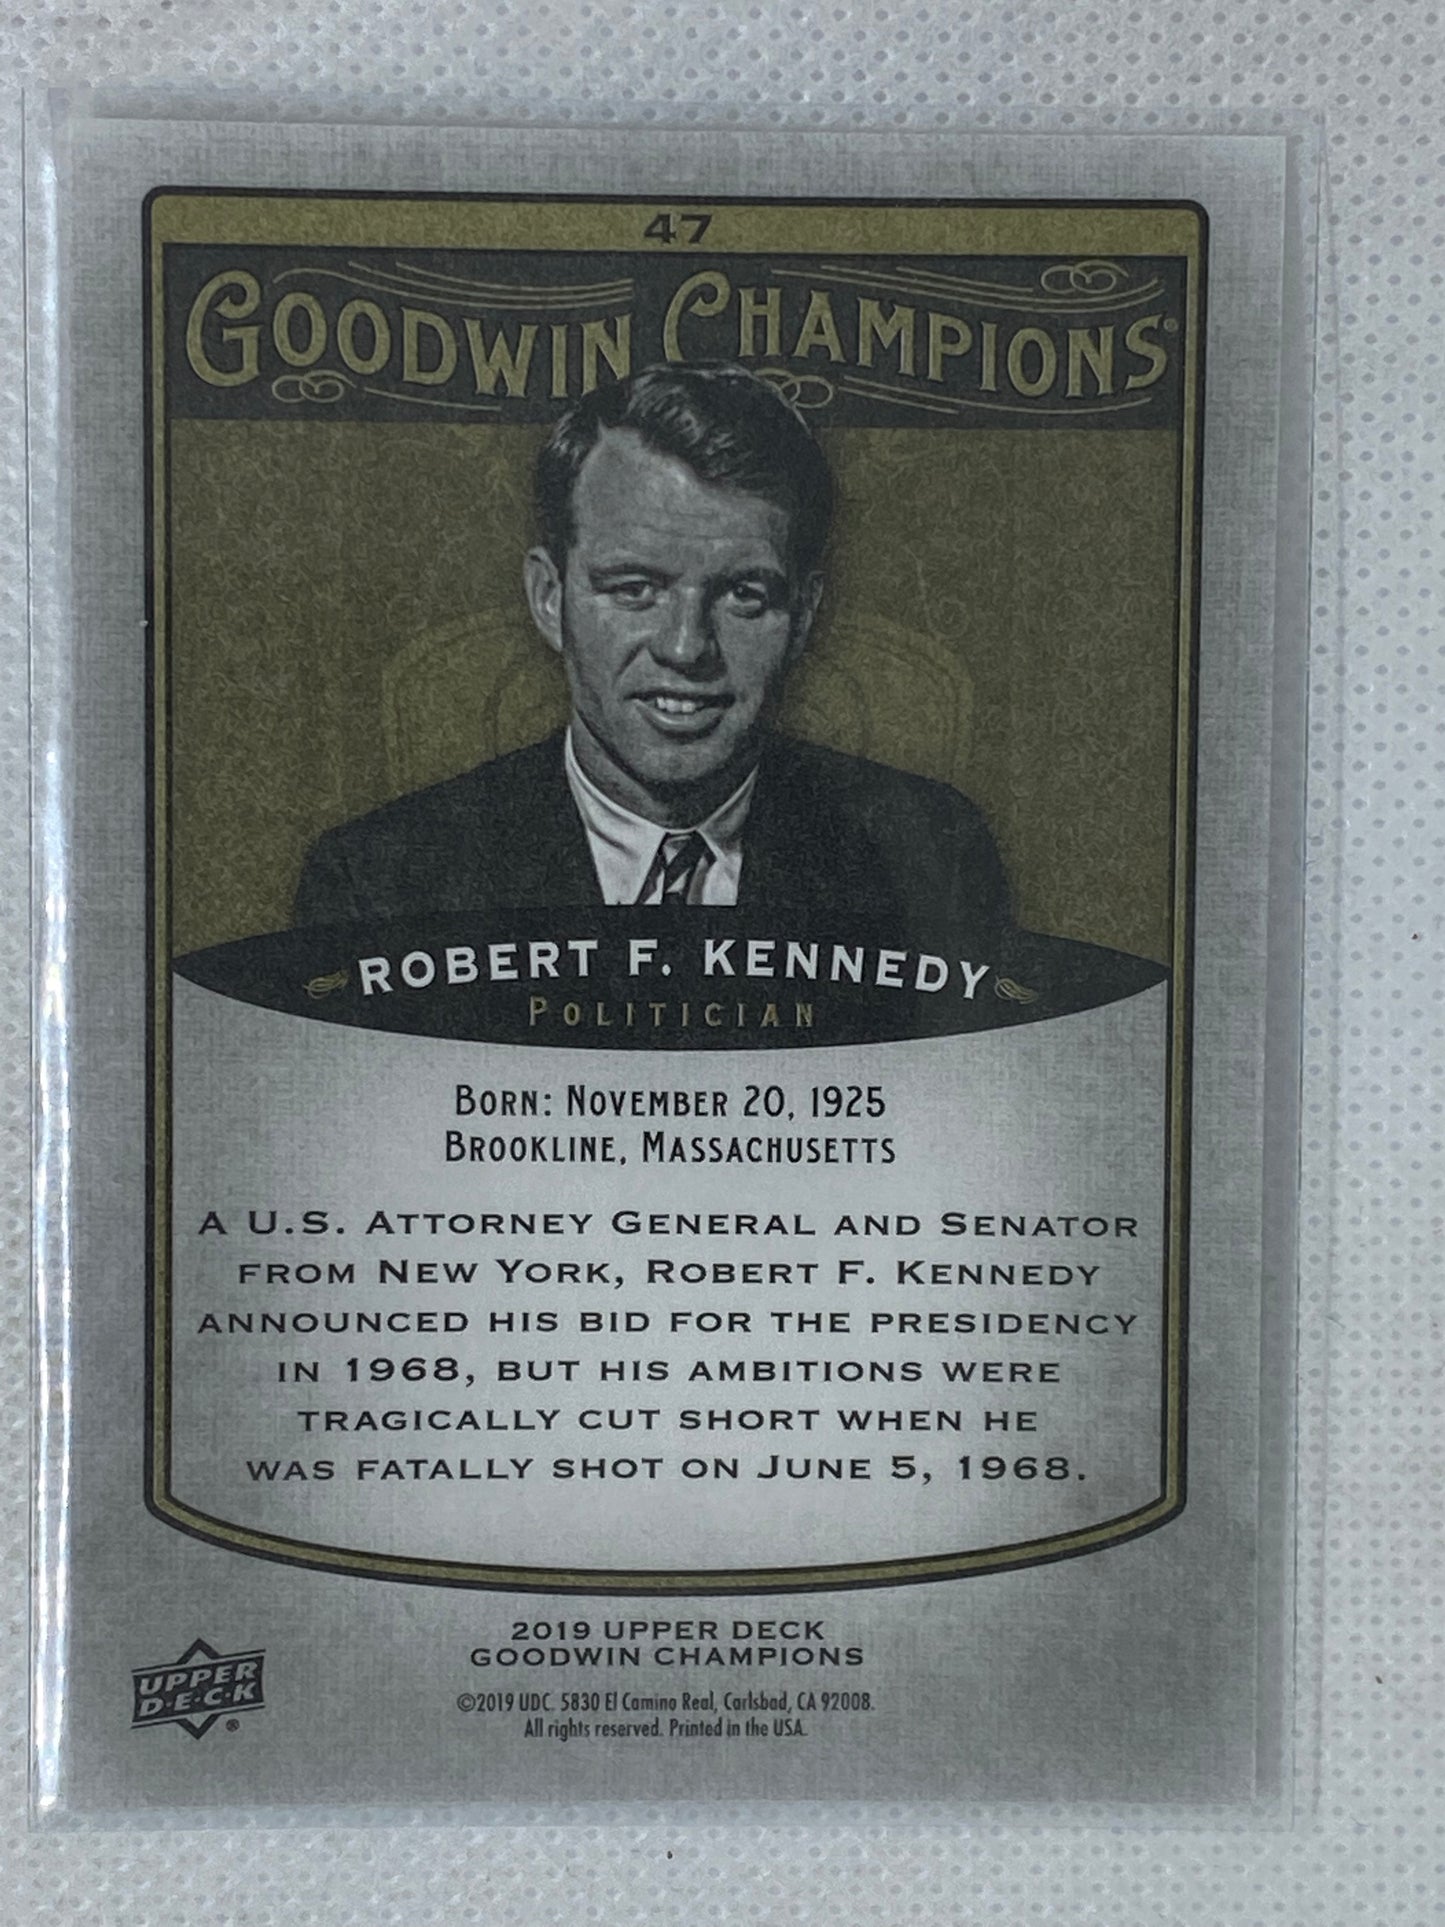 47
GOODWIN CHAMPIONS®
ROBERT F. KENNEDY
POLITICIAN
BORN: NOVEMBER 20, 1925
BROOKLINE, MASSACHUSETTS
A U.S. ATTORNEY GENERAL AND SENATOR
FROM NEW YORK, ROBERT F. KENNEDY
ANNOUNCED HIS BID FOR THE PRESIDENCY
IN 1968, BUT HIS AMBITIONS WERE
TRAGICALLY CUT SHORT WHEN HE
WAS FATALLY SHOT ON JUNE 5, 1968.
2019 UPPER DECK
GOODWIN CHAMPIONS
©2019 UDC. 5830 El Camino Real, Carlsbad, CA 92008.
All rights reserved. Printed in the USA.
UPPER
D·E·C·K®